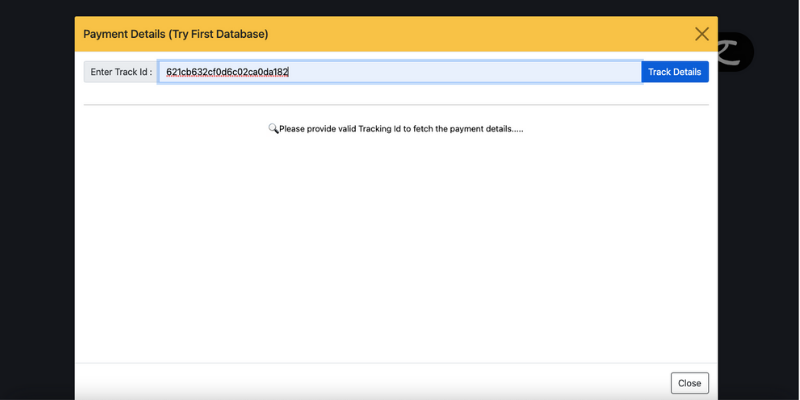 Payment Details (Try First Database)
Enter Track Id : 621cb632cf0d6c02ca0da182 Track Details
Please provide valid Tracking Id to fetch the payment details.....
Close